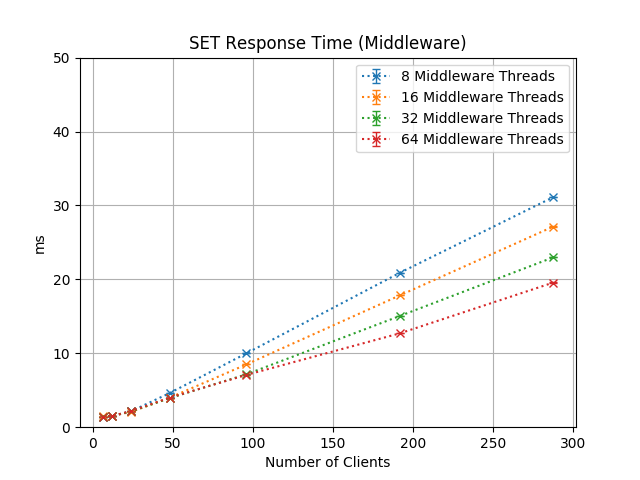 SET Response Time (Middleware)
50
40
30
20
10
0
ms
8 Middleware Threads
16 Middleware Threads
32 Middleware Threads
64 Middleware Threads
0 50 100 150 200 250 300
Number of Clients